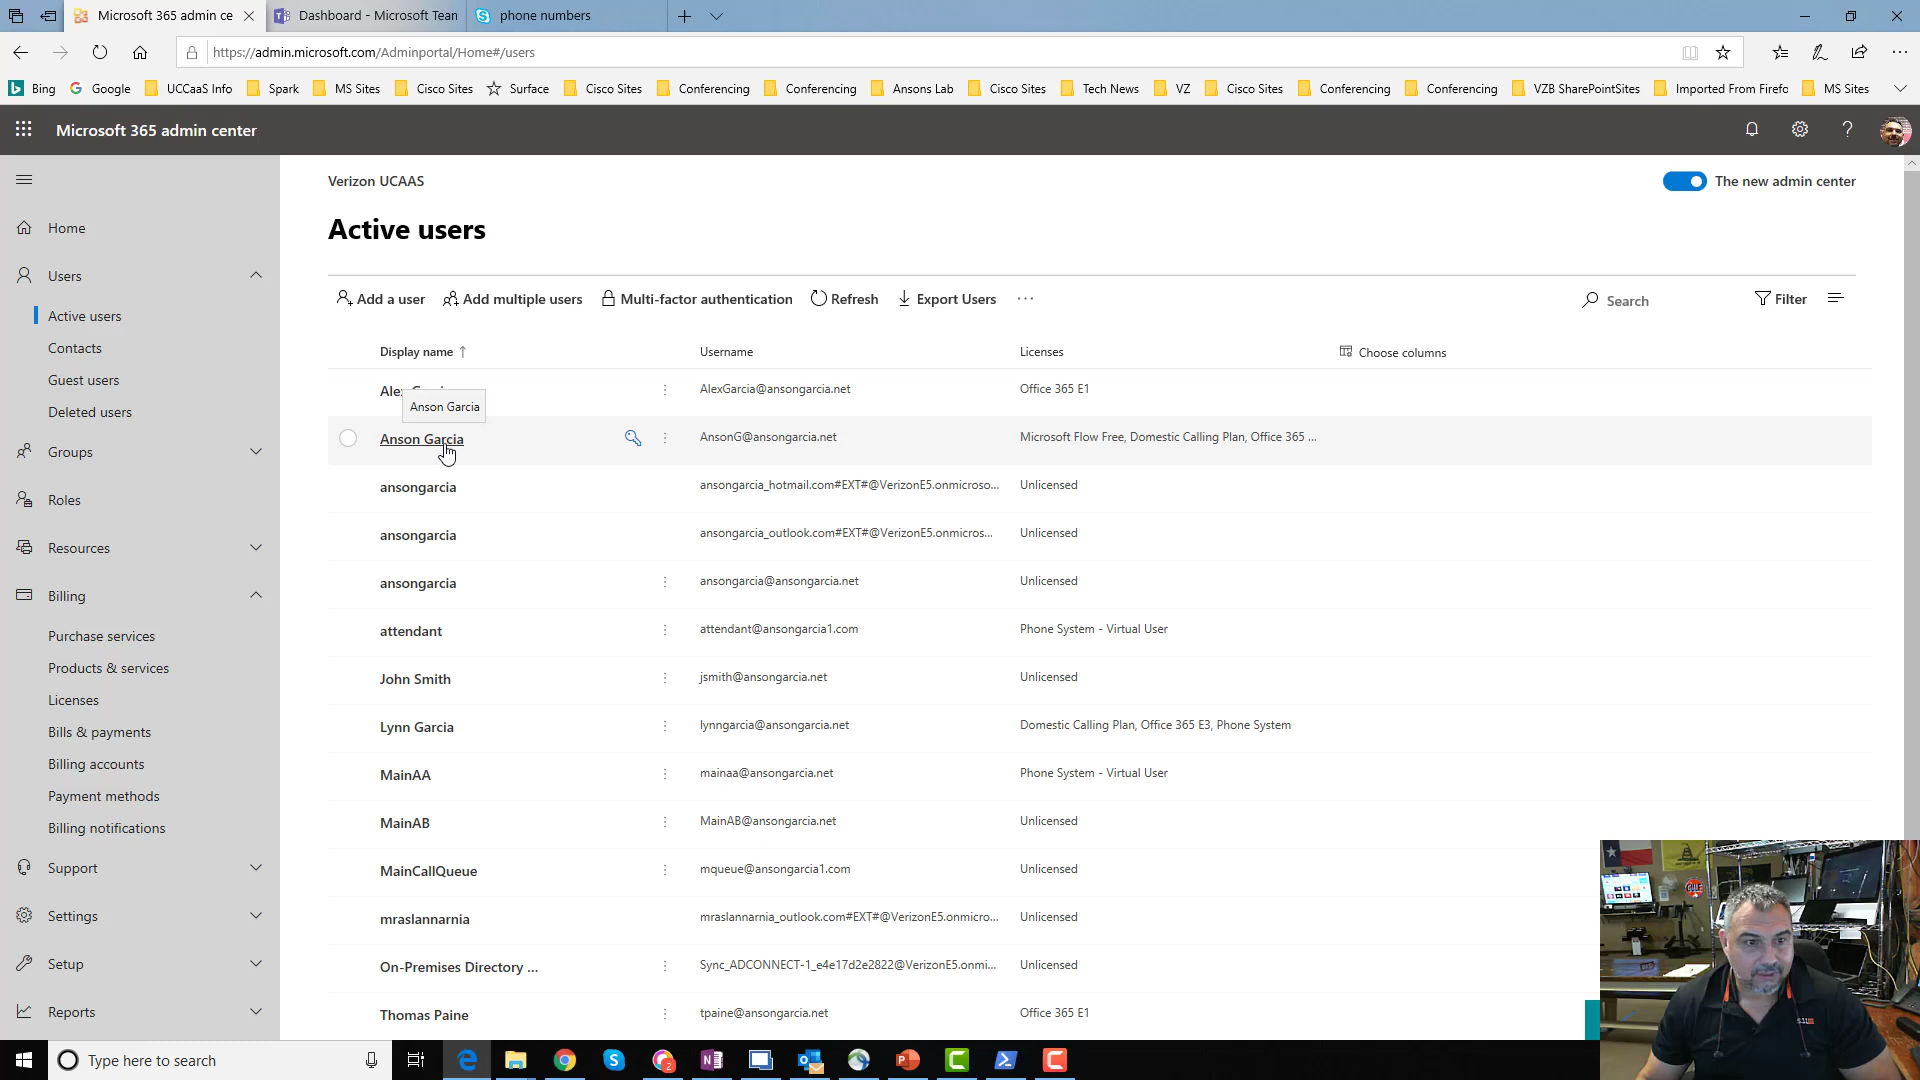 Microsoft 365 admin ce
Dashboard - Microsoft Team
phone numbers
https://admin.microsoft.com/Adminportal/Home#/users
Bing
Google
UCCaaS Info
Spark
MS Sites
Cisco Sites
Surface
Cisco Sites
Conferencing
Conferencing
Ansons Lab
Cisco Sites
Tech News
VZ
Cisco Sites
Conferencing
Conferencing
VZB SharePointSites
Imported From Firefo
MS Sites
Microsoft 365 admin center
Verizon UCAAS
The new admin center
Active users
Home
Users
Active users
Contacts
Guest users
Deleted users
Groups
Roles
Resources
Billing
Purchase services
Products & services
Licenses
Bills & payments
Billing accounts
Payment methods
Billing notifications
Support
Settings
Setup
Reports
Add a user
Add multiple users
Multi-factor authentication
Refresh
Export Users
Search
Filter
Display name ↑ Username Licenses Choose columns
AlexGarcia@ansongarcia.net Office 365 E1
Anson Garcia
Anson Garcia AnsonG@ansongarcia.net Microsoft Flow Free, Domestic Calling Plan, Office 365 ...
ansongarcia ansongarcia_hotmail.com#EXT#@VerizonE5.onmicroso... Unlicensed
ansongarcia ansongarcia_outlook.com#EXT#@VerizonE5.onmicros... Unlicensed
ansongarcia ansongarcia@ansongarcia.net Unlicensed
attendant attendant@ansongarcia1.com Phone System - Virtual User
John Smith jsmith@ansongarcia.net Unlicensed
Lynn Garcia lynngarcia@ansongarcia.net Domestic Calling Plan, Office 365 E3, Phone System
MainAA mainaa@ansongarcia.net Phone System - Virtual User
MainAB MainAB@ansongarcia.net Unlicensed
MainCallQueue mqueue@ansongarcia1.com Unlicensed
mraslannarnia mraslannarnia_outlook.com#EXT#@VerizonE5.onmicro... Unlicensed
On-Premises Directory ... Sync_ADCONNECT-1_e4e17d2e2822@VerizonE5.onmi... Unlicensed
Thomas Paine tpaine@ansongarcia.net Office 365 E1
Type here to search
2